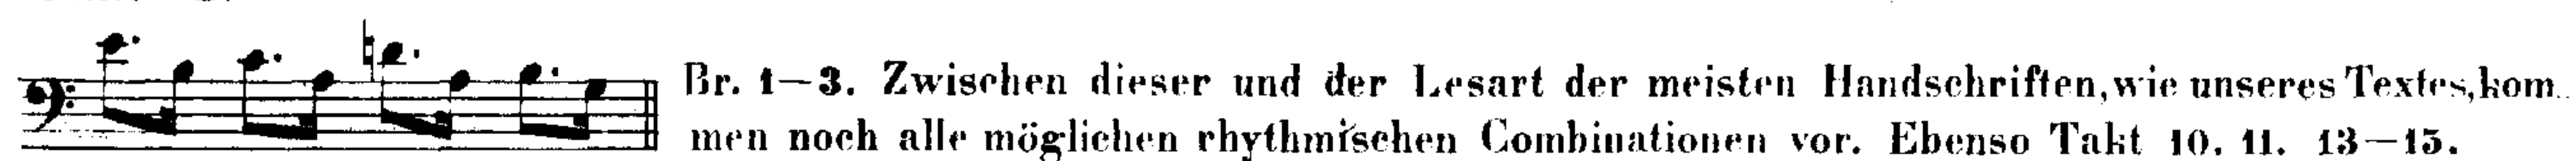 Br. 1–3. Zwischen dieser und der Lesart der meisten Handschriften, wie unseres Textes, kom-
men noch alle möglichen rhythmischen Combinationen vor. Ebenso Takt 10. 11. 13–15.